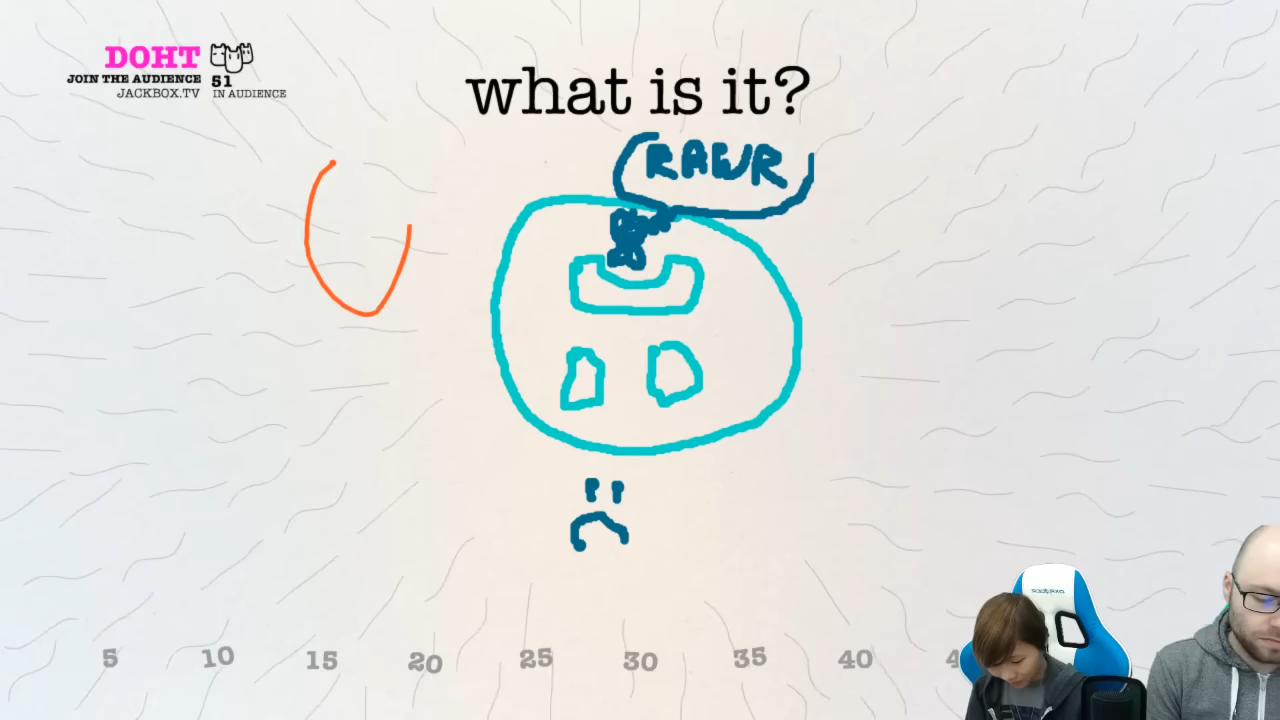 DOHT
JOIN THE AUDIENCE
JACKBOX.TV
51
IN AUDIENCE
what is it?
RAWR
5 10 15 20 25 30 35 40